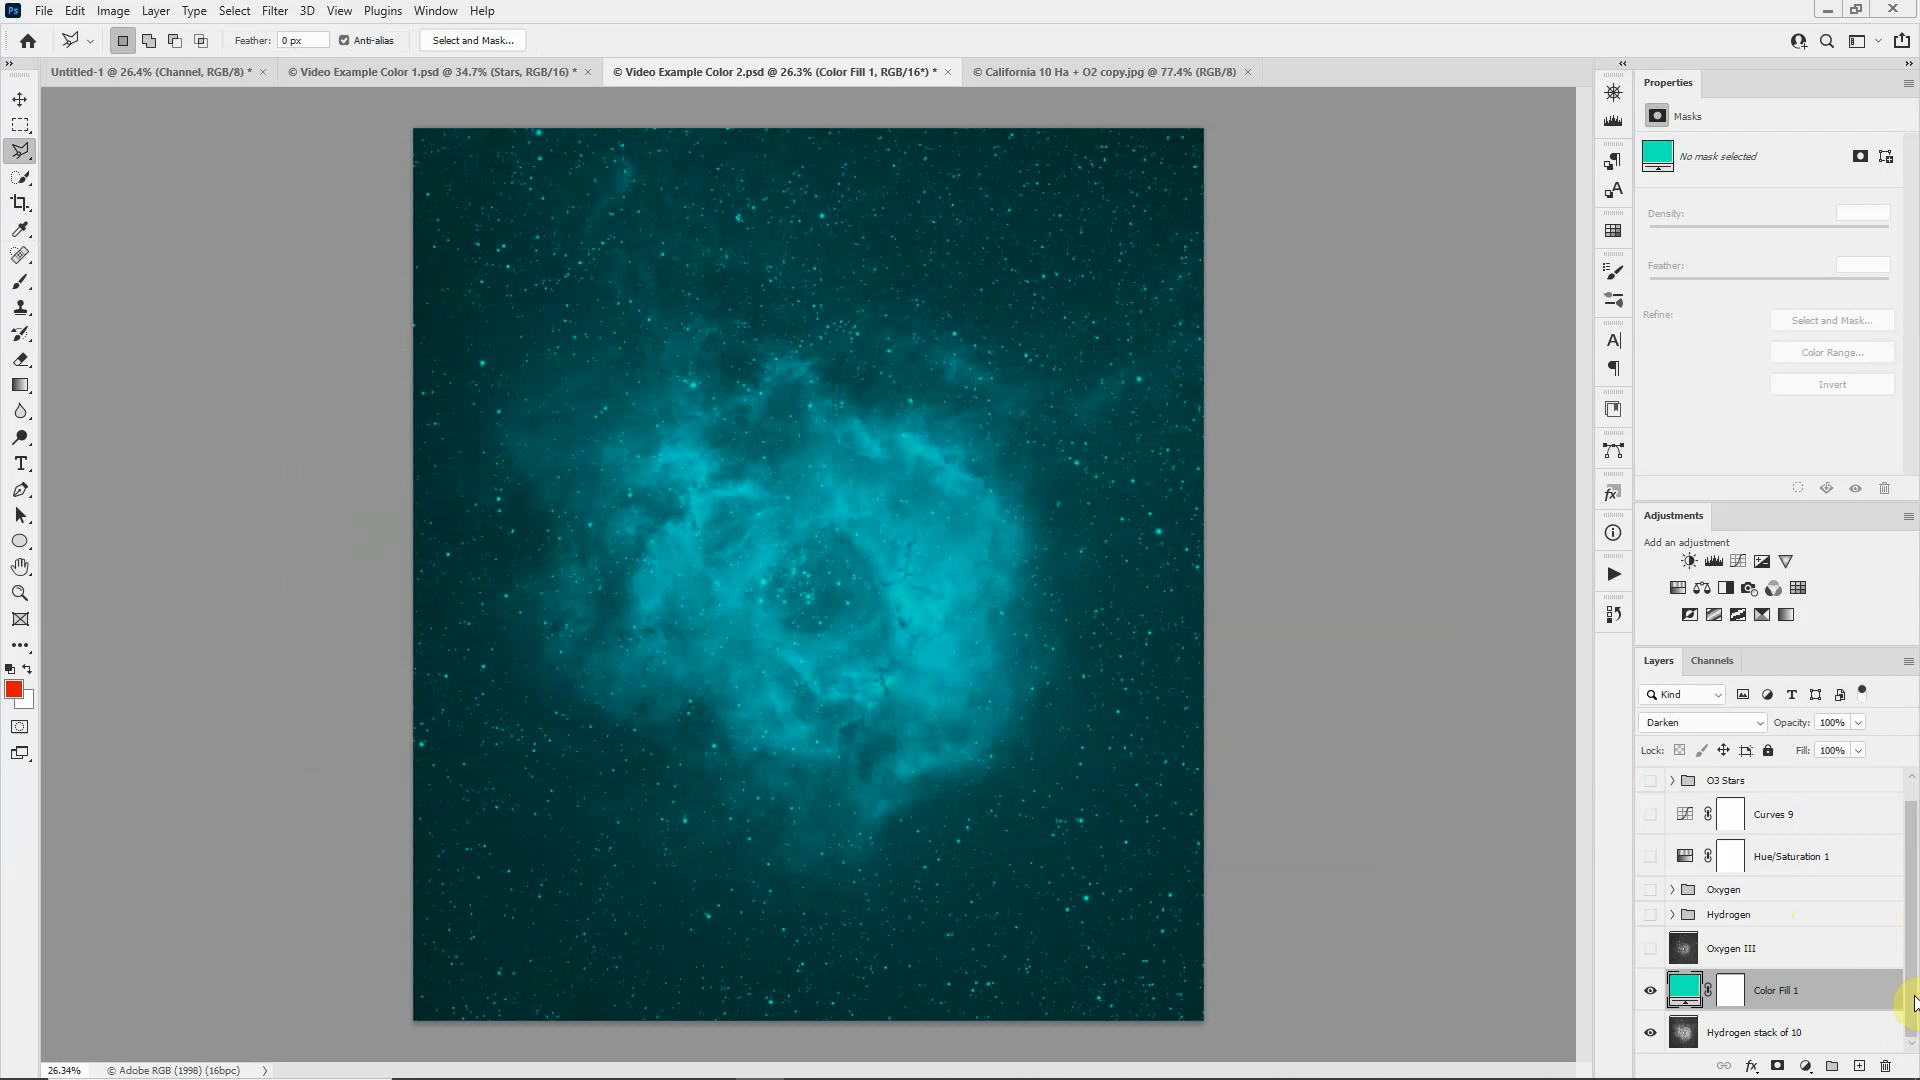 Ps File Edit Image Layer Type Select Filter 3D View Plugins Window Help
Feather: 0 px Anti-alias Select and Mask...
Untitled-1 @ 26.4% (Channel, RGB/8) * × © Video Example Color 1.psd @ 34.7% (Stars, RGB/16) * × © Video Example Color 2.psd @ 26.3% (Color Fill 1, RGB/16*) * × © California 10 Ha + O2 copy.jpg @ 77.4% (RGB/8) ×
Properties
Masks
No mask selected
Density:
Feather:
Refine:
Select and Mask...
Color Range...
Invert
Adjustments
Add an adjustment
Layers Channels
Kind
Darken Opacity: 100%
Lock: Fill: 100%
O3 Stars
Curves 9
Hue/Saturation 1
Oxygen
Hydrogen
Oxygen III
Color Fill 1
Hydrogen stack of 10
fx
26.34% © Adobe RGB (1998) (16bpc)